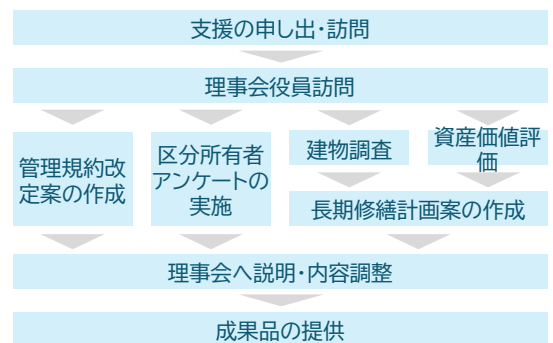 支援の申し出・訪問
理事会役員訪問
管理規約改
定案の作成
区分所有者
アンケートの
実施
建物調査
資産価値評
価
長期修繕計画案の作成
理事会へ説明・内容調整
成果品の提供